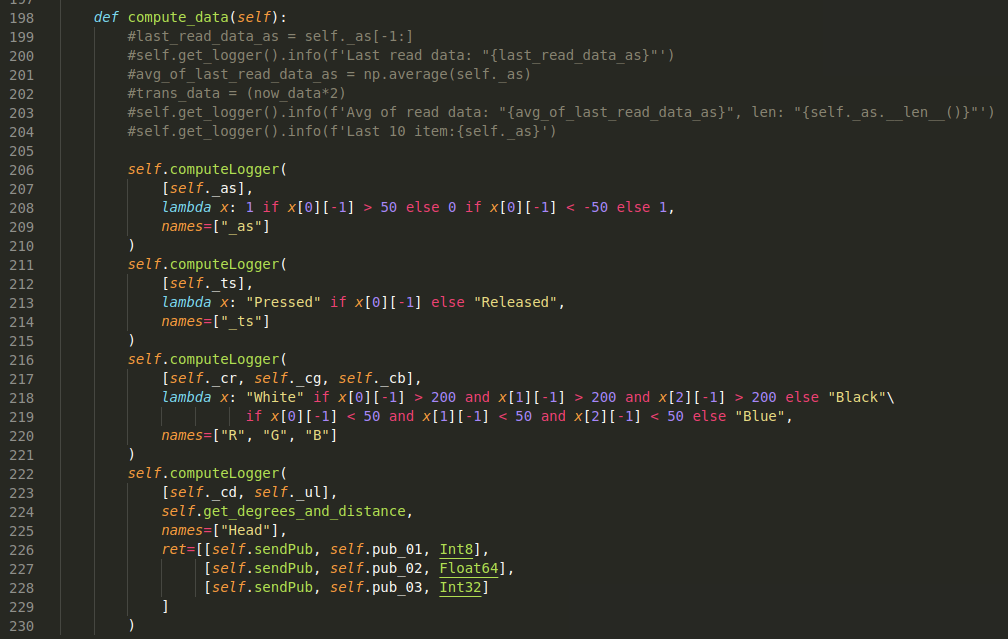 197
198 def compute_data(self):
199 #last_read_data_as = self._as[-1:]
200 #self.get_logger().info(f'Last read data: "{last_read_data_as}"')
201 #avg_of_last_read_data_as = np.average(self._as)
202 #trans_data = (now_data*2)
203 #self.get_logger().info(f'Avg of read data: "{avg_of_last_read_data_as}", len: "{self._as.__len__()}"')
204 #self.get_logger().info(f'Last 10 item:{self._as}')
205
206 self.computeLogger(
207 [self._as],
208 lambda x: 1 if x[0][-1] > 50 else 0 if x[0][-1] < -50 else 1,
209 names=["_as"]
210 )
211 self.computeLogger(
212 [self._ts],
213 lambda x: "Pressed" if x[0][-1] else "Released",
214 names=["_ts"]
215 )
216 self.computeLogger(
217 [self._cr, self._cg, self._cb],
218 lambda x: "White" if x[0][-1] > 200 and x[1][-1] > 200 and x[2][-1] > 200 else "Black"\
219 if x[0][-1] < 50 and x[1][-1] < 50 and x[2][-1] < 50 else "Blue",
220 names=["R", "G", "B"]
221 )
222 self.computeLogger(
223 [self._cd, self._ul],
224 self.get_degrees_and_distance,
225 names=["Head"],
226 ret=[[self.sendPub, self.pub_01, Int8],
227 [self.sendPub, self.pub_02, Float64],
228 [self.sendPub, self.pub_03, Int32]
229 ]
230 )